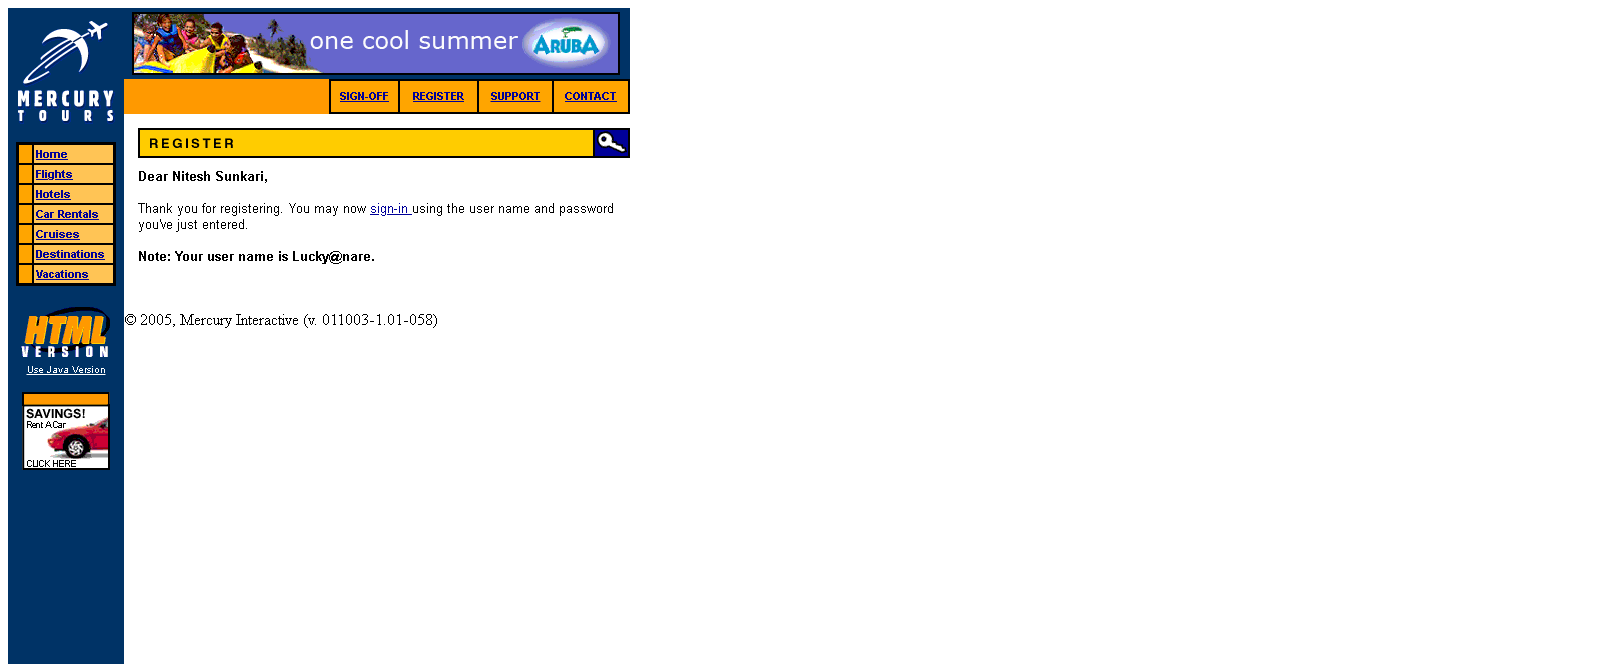 MERCURY
TOURS
one cool summer ARUBA
SIGN-OFF REGISTER SUPPORT CONTACT
REGISTER
Home
Flights
Hotels
Car Rentals
Cruises
Destinations
Vacations
HTML
VERSION
Use Java Version
SAVINGS!
Rent A Car
CLICK HERE
Dear Nitesh Sunkari,
Thank you for registering. You may now sign-in using the user name and password
you've just entered.
Note: Your user name is Lucky@nare.
© 2005, Mercury Interactive (v. 011003-1.01-058)